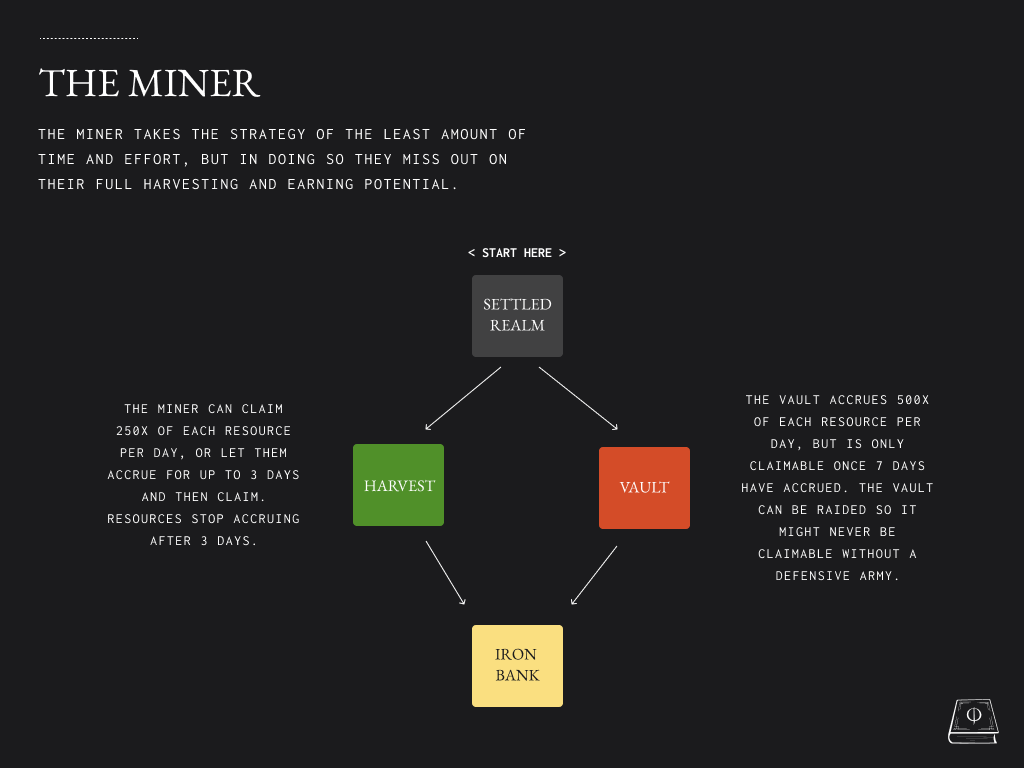 THE MINER
THE MINER TAKES THE STRATEGY OF THE LEAST AMOUNT OF
TIME AND EFFORT, BUT IN DOING SO THEY MISS OUT ON
THEIR FULL HARVESTING AND EARNING POTENTIAL.
< START HERE >
SETTLED
REALM
THE MINER CAN CLAIM
250X OF EACH RESOURCE
PER DAY, OR LET THEM
ACCRUE FOR UP TO 3 DAYS
AND THEN CLAIM.
RESOURCES STOP ACCRUING
AFTER 3 DAYS.
HARVEST
VAULT
THE VAULT ACCRUES 500X
OF EACH RESOURCE PER
DAY, BUT IS ONLY
CLAIMABLE ONCE 7 DAYS
HAVE ACCRUED. THE VAULT
CAN BE RAIDED SO IT
MIGHT NEVER BE
CLAIMABLE WITHOUT A
DEFENSIVE ARMY.
IRON
BANK